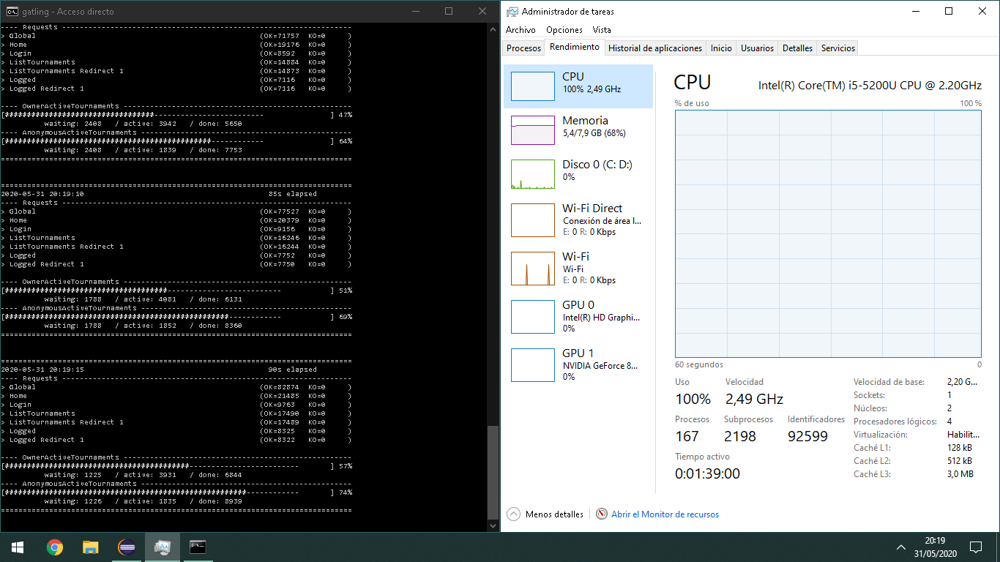 gatling - Acceso directo
---- Requests ------------------------------------------------------------------
> Global (OK=71757 KO=0 )
> Home (OK=19176 KO=0 )
> Login (OK=8592 KO=0 )
> ListTournaments (OK=14884 KO=0 )
> ListTournaments Redirect 1 (OK=14873 KO=0 )
> Logged (OK=7116 KO=0 )
> Logged Redirect 1 (OK=7116 KO=0 )
---- OwnerActiveTournaments ----------------------------------------------------
[##################################------------------------- ] 47%
waiting: 2408 / active: 3942 / done: 5650
---- AnonymousActiveTournaments ------------------------------------------------
[###############################################------------ ] 64%
waiting: 2408 / active: 1839 / done: 7753
================================================================================
================================================================================
2020-05-31 20:19:10 85s elapsed
---- Requests ------------------------------------------------------------------
> Global (OK=77527 KO=0 )
> Home (OK=20379 KO=0 )
> Login (OK=9156 KO=0 )
> ListTournaments (OK=16246 KO=0 )
> ListTournaments Redirect 1 (OK=16244 KO=0 )
> Logged (OK=7752 KO=0 )
> Logged Redirect 1 (OK=7750 KO=0 )
---- OwnerActiveTournaments ----------------------------------------------------
[#####################################-------------------------- ] 51%
waiting: 1788 / active: 4081 / done: 6131
---- AnonymousActiveTournaments ------------------------------------------------
[###################################################------------ ] 69%
waiting: 1788 / active: 1852 / done: 8360
================================================================================
================================================================================
2020-05-31 20:19:15 90s elapsed
---- Requests ------------------------------------------------------------------
> Global (OK=82874 KO=0 )
> Home (OK=21485 KO=0 )
> Login (OK=9763 KO=0 )
> ListTournaments (OK=17490 KO=0 )
> ListTournaments Redirect 1 (OK=17489 KO=0 )
> Logged (OK=8325 KO=0 )
> Logged Redirect 1 (OK=8322 KO=0 )
---- OwnerActiveTournaments ----------------------------------------------------
[##########################################------------------------- ] 57%
waiting: 1225 / active: 3931 / done: 6844
---- AnonymousActiveTournaments ------------------------------------------------
[#######################################################------------ ] 74%
waiting: 1226 / active: 1835 / done: 8939
================================================================================
Administrador de tareas
Archivo Opciones Vista
Procesos Rendimiento Historial de aplicaciones Inicio Usuarios Detalles Servicios
CPU
100% 2,49 GHz
Memoria
5,4/7,9 GB (68%)
Disco 0 (C: D:)
0%
Wi-Fi Direct
Conexión de área l...
E: 0 R: 0 Kbps
Wi-Fi
Wi-Fi
E: 0 R: 0 Kbps
GPU 0
Intel(R) HD Graphi...
0%
GPU 1
NVIDIA GeForce 8...
0%
CPU Intel(R) Core(TM) i5-5200U CPU @ 2.20GHz
% de uso 100 %
60 segundos 0
Uso Velocidad
100% 2,49 GHz
Procesos Subprocesos Identificadores
167 2198 92599
Tiempo activo
0:01:39:00
Velocidad de base: 2,20 G...
Sockets: 1
Núcleos: 2
Procesadores lógicos: 4
Virtualización: Habilit...
Caché L1: 128 kB
Caché L2: 512 kB
Caché L3: 3,0 MB
Menos detalles Abrir el Monitor de recursos
20:19
31/05/2020